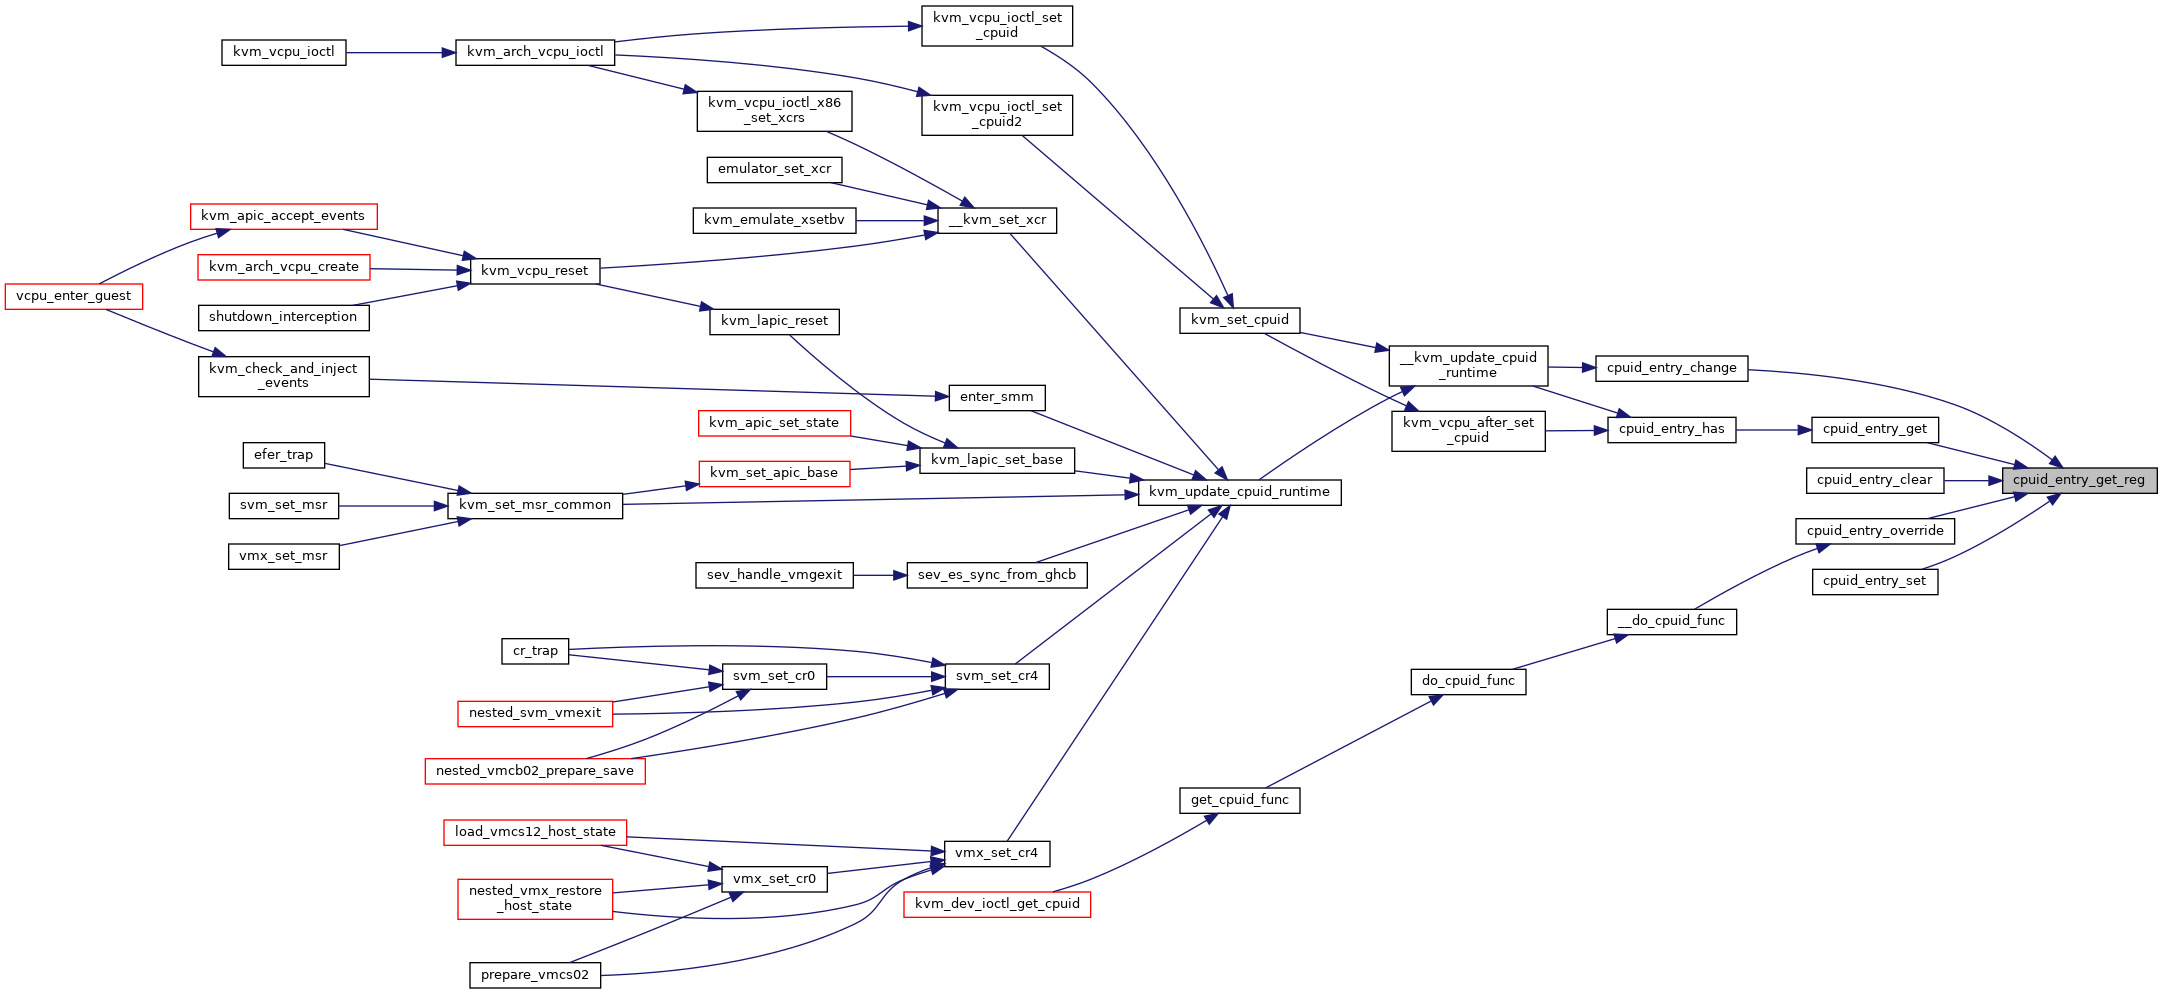 kvm_vcpu_ioctl_set
_cpuid
kvm_vcpu_ioctl
kvm_arch_vcpu_ioctl
kvm_vcpu_ioctl_x86
_set_xcrs
kvm_vcpu_ioctl_set
_cpuid2
emulator_set_xcr
kvm_apic_accept_events
kvm_emulate_xsetbv
__kvm_set_xcr
kvm_arch_vcpu_create
kvm_vcpu_reset
vcpu_enter_guest
shutdown_interception
kvm_lapic_reset
kvm_set_cpuid
kvm_check_and_inject
_events
__kvm_update_cpuid
_runtime
cpuid_entry_change
enter_smm
kvm_apic_set_state
kvm_vcpu_after_set
_cpuid
cpuid_entry_has
cpuid_entry_get
efer_trap
kvm_set_apic_base
kvm_lapic_set_base
cpuid_entry_clear
cpuid_entry_get_reg
svm_set_msr
kvm_set_msr_common
kvm_update_cpuid_runtime
cpuid_entry_override
vmx_set_msr
sev_handle_vmgexit
sev_es_sync_from_ghcb
cpuid_entry_set
__do_cpuid_func
cr_trap
svm_set_cr0
svm_set_cr4
do_cpuid_func
nested_svm_vmexit
nested_vmcb02_prepare_save
get_cpuid_func
load_vmcs12_host_state
vmx_set_cr4
vmx_set_cr0
nested_vmx_restore
_host_state
kvm_dev_ioctl_get_cpuid
prepare_vmcs02